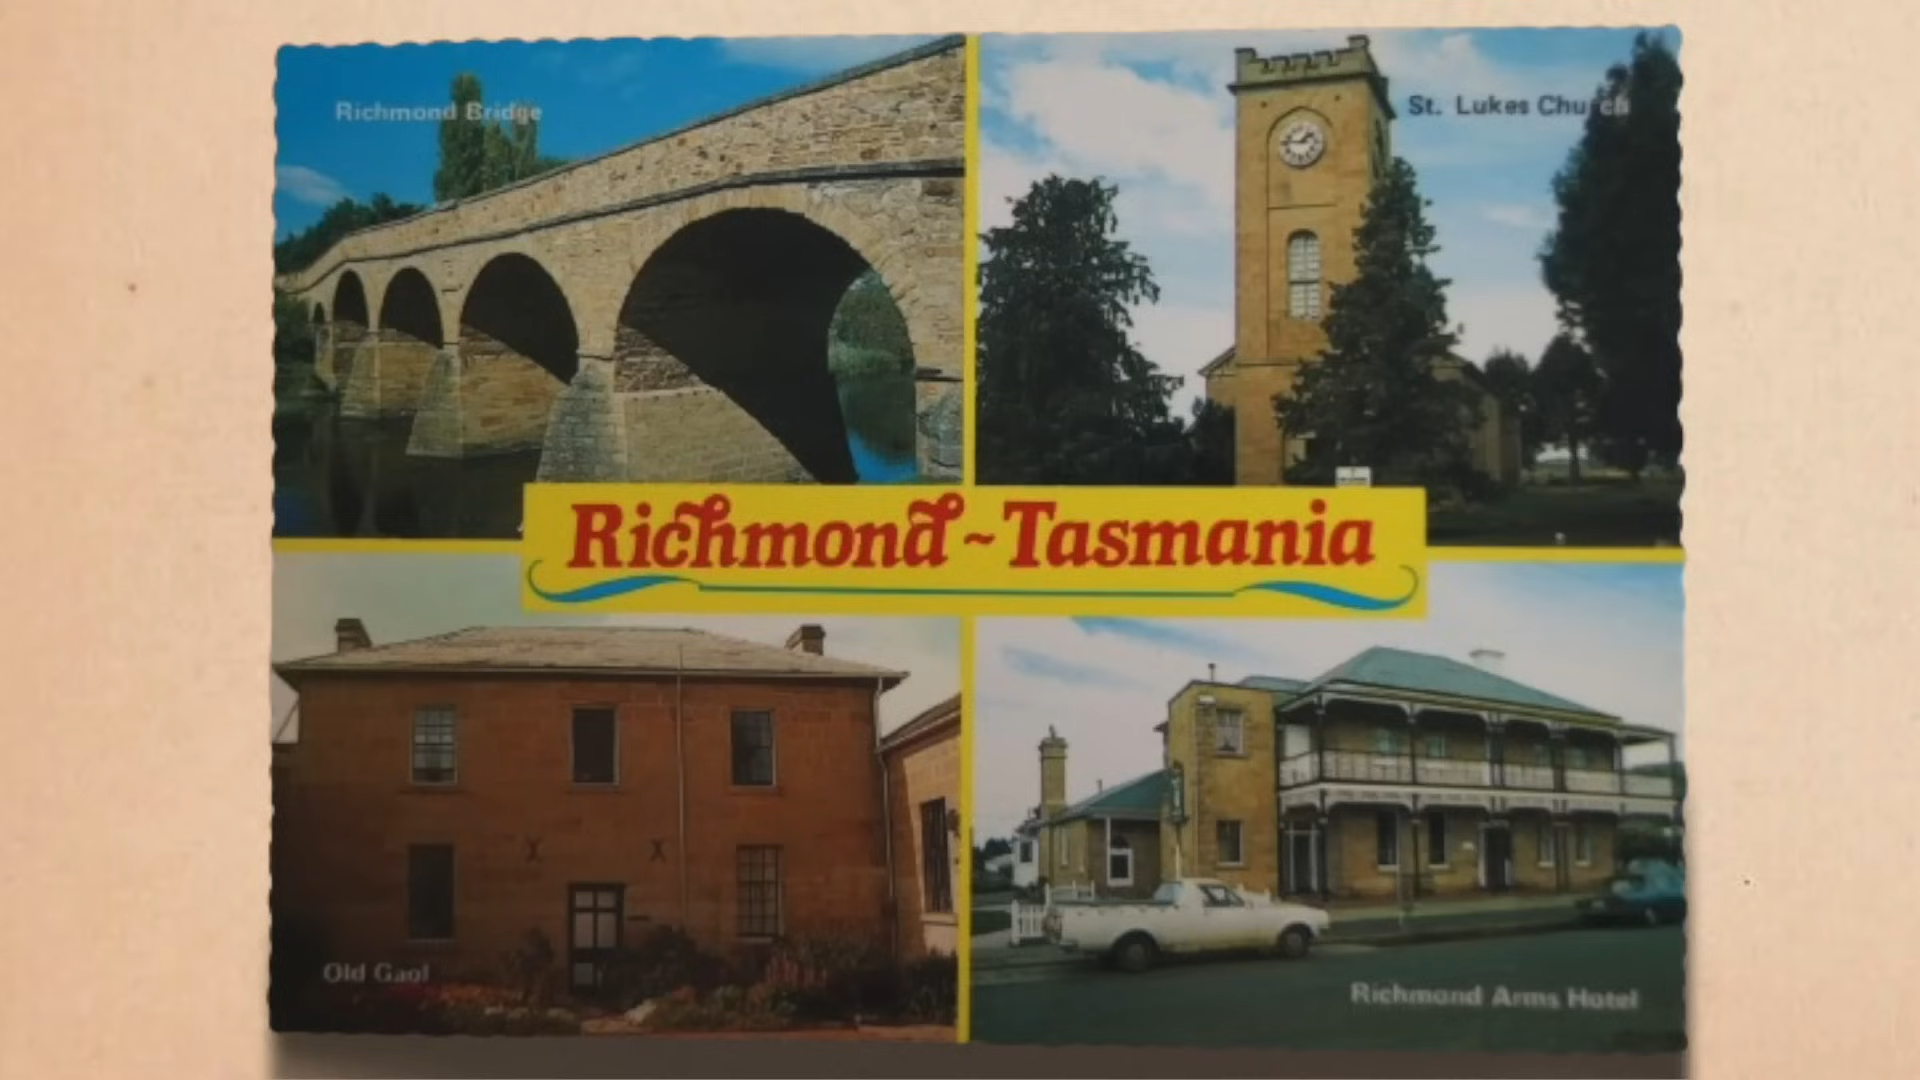 Richmond Bridge
St. Lukes Church
Richmond ~ Tasmania
Old Gaol
Richmond Arms Hotel